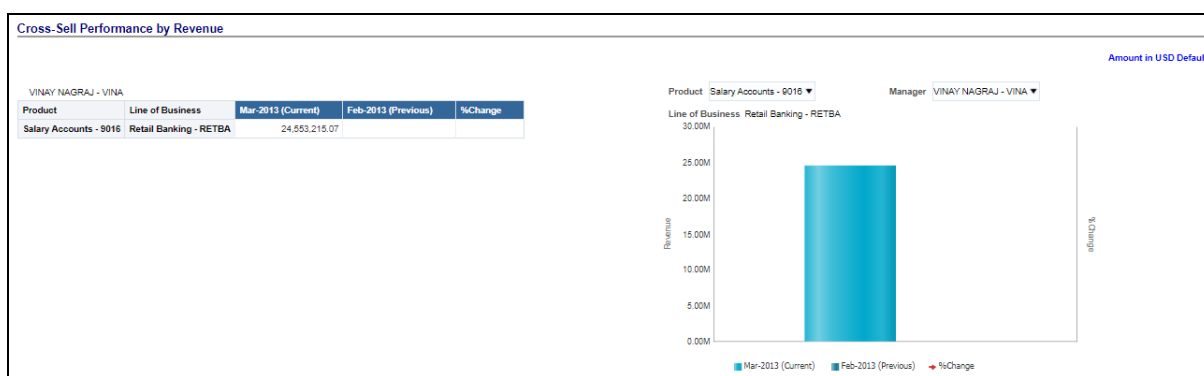 Cross-Sell Performance by Revenue
Amount in USD Defaul
VINAY NAGRAJ - VINA
Product Line of Business Mar-2013 (Current) Feb-2013 (Previous) %Change
Salary Accounts - 9016 Retail Banking - RETBA 24,553,215.07
Product Salary Accounts - 9016 Manager VINAY NAGRAJ - VINA
Line of Business Retail Banking - RETBA
30.00M
25.00M
20.00M
15.00M
10.00M
5.00M
0.00M
Revenue
%Change
Mar-2013 (Current) Feb-2013 (Previous) %Change